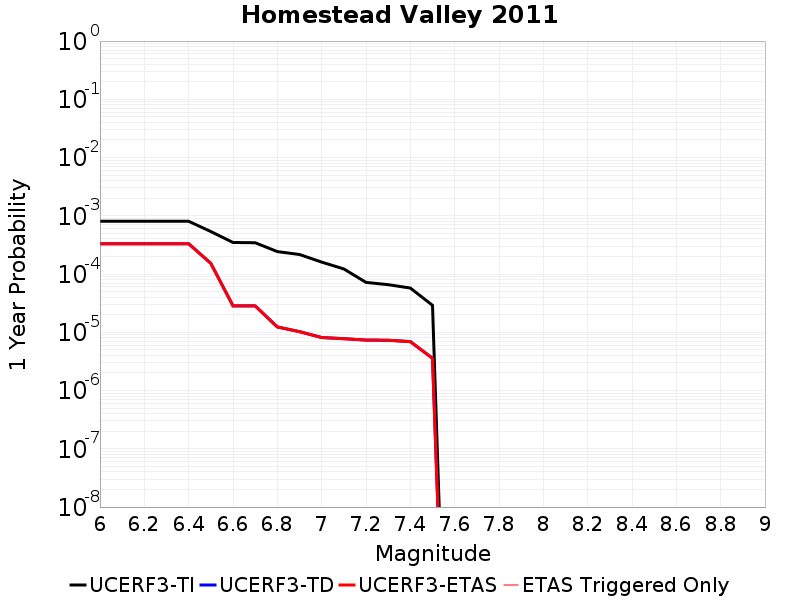 Homestead Valley 2011
1 Year Probability
10^0
10^-1
10^-2
10^-3
10^-4
10^-5
10^-6
10^-7
10^-8
6 6.2 6.4 6.6 6.8 7 7.2 7.4 7.6 7.8 8 8.2 8.4 8.6 8.8 9
Magnitude
UCERF3-TI UCERF3-TD UCERF3-ETAS ETAS Triggered Only